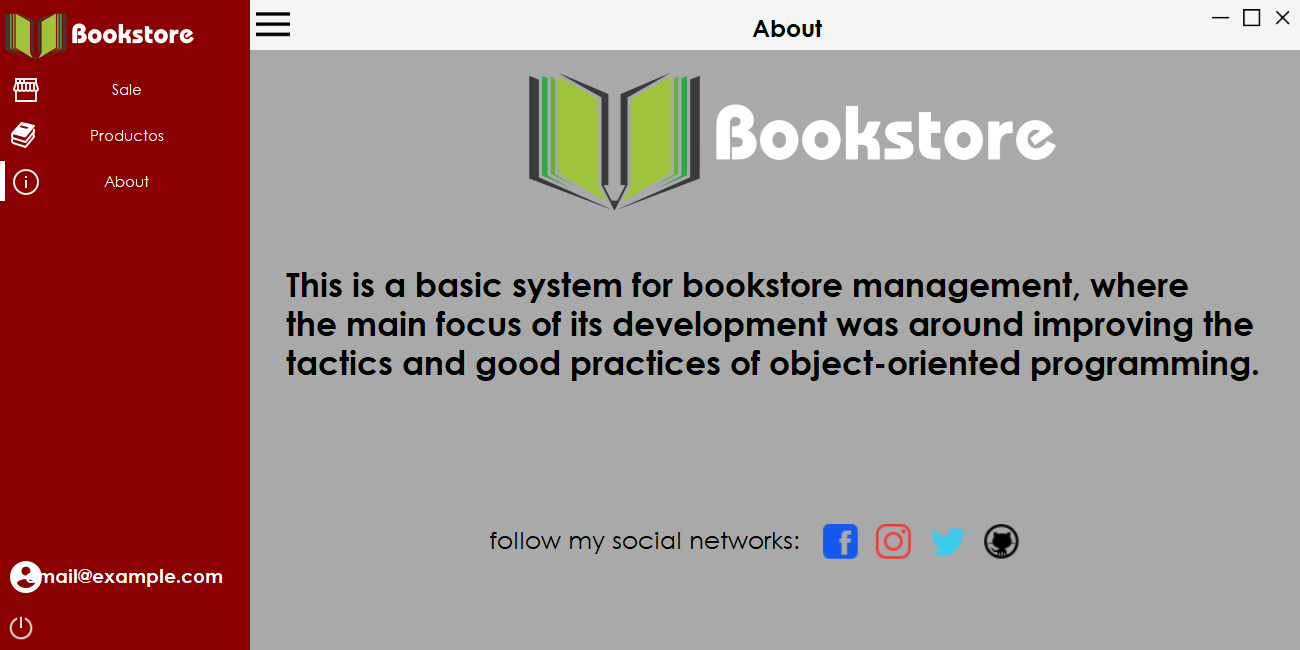 Bookstore
Sale
Productos
About
email@example.com
About
Bookstore
This is a basic system for bookstore management, where
the main focus of its development was around improving the
tactics and good practices of object-oriented programming.
follow my social networks: